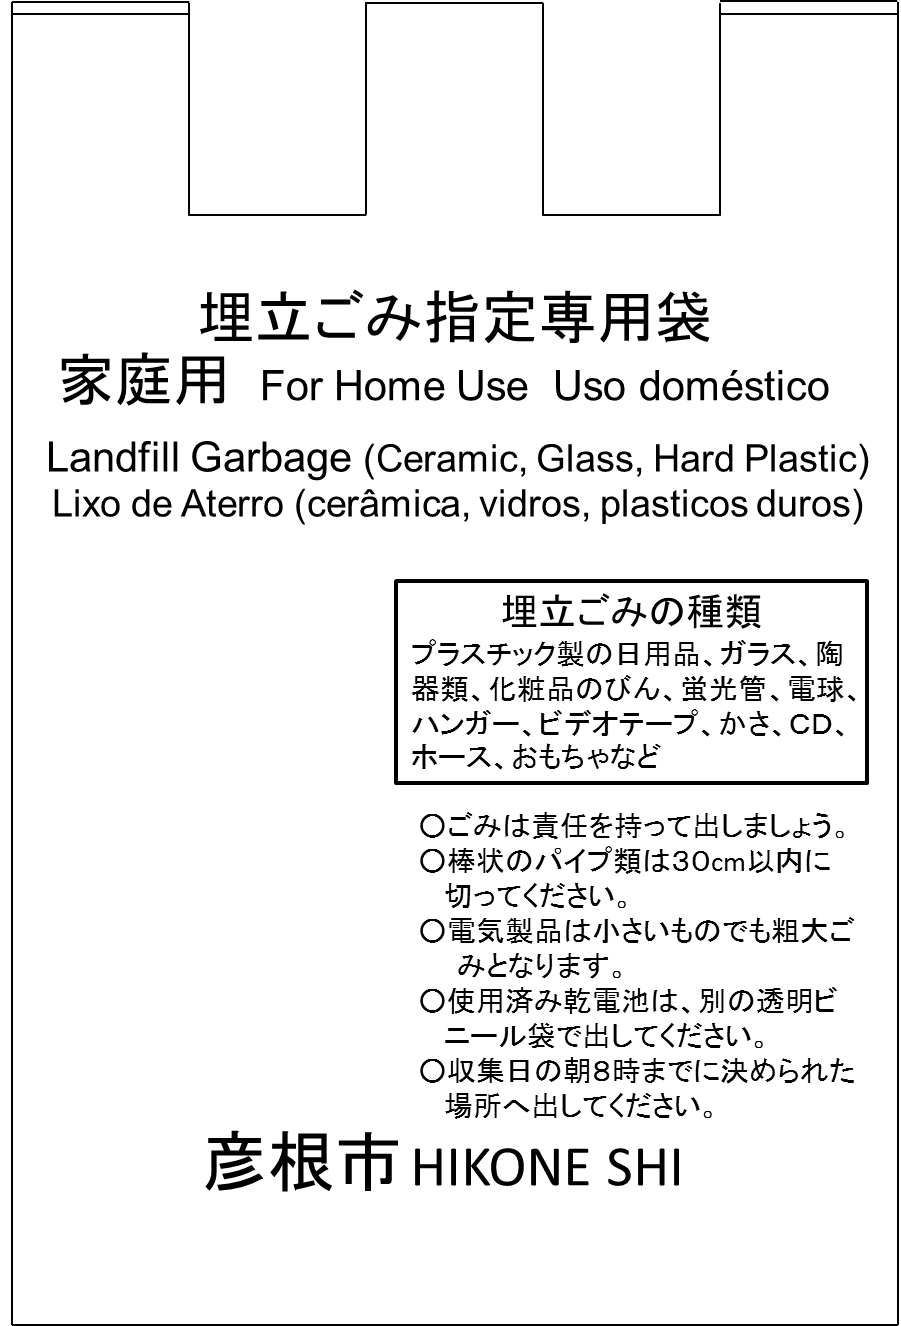 埋立ごみ指定専用袋
家庭用 For Home Use Uso doméstico
Landfill Garbage (Ceramic, Glass, Hard Plastic)
Lixo de Aterro (cerâmica, vidros, plasticos duros)
埋立ごみの種類
プラスチック製の日用品、ガラス、陶
器類、化粧品のびん、蛍光管、電球、
ハンガー、ビデオテープ、かさ、ＣＤ、
ホース、おもちゃなど
○ごみは責任を持って出しましょう。
○棒状のパイプ類は３０㎝以内に
切ってください。
○電気製品は小さいものでも粗大ご
みとなります。
○使用済み乾電池は、別の透明ビ
ニール袋で出してください。
○収集日の朝８時までに決められた
場所へ出してください。
彦根市 HIKONE SHI